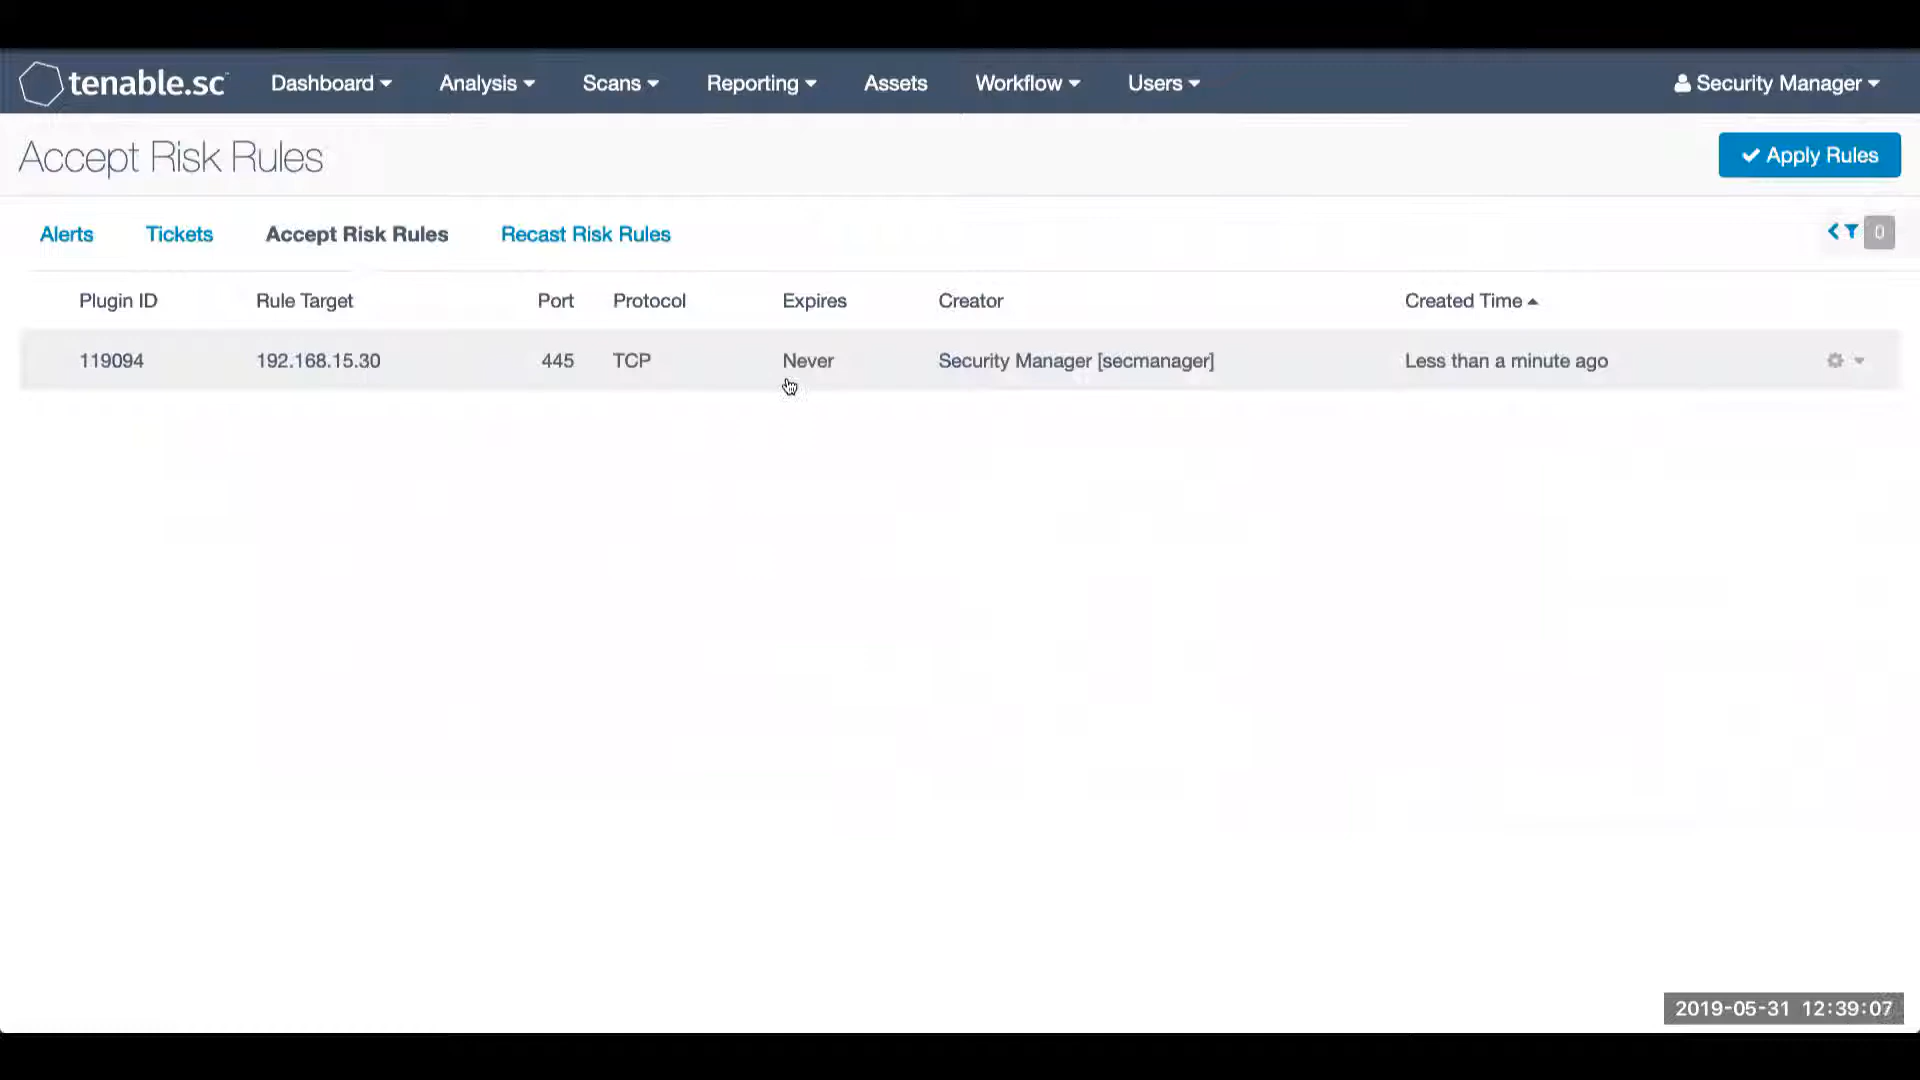 tenable.sc Dashboard Analysis Scans Reporting Assets Workflow Users Security Manager
Accept Risk Rules Apply Rules
Alerts Tickets Accept Risk Rules Recast Risk Rules 0
Plugin ID Rule Target Port Protocol Expires Creator Created Time
119094 192.168.15.30 445 TCP Never Security Manager [secmanager] Less than a minute ago
2019-05-31 12:39:07